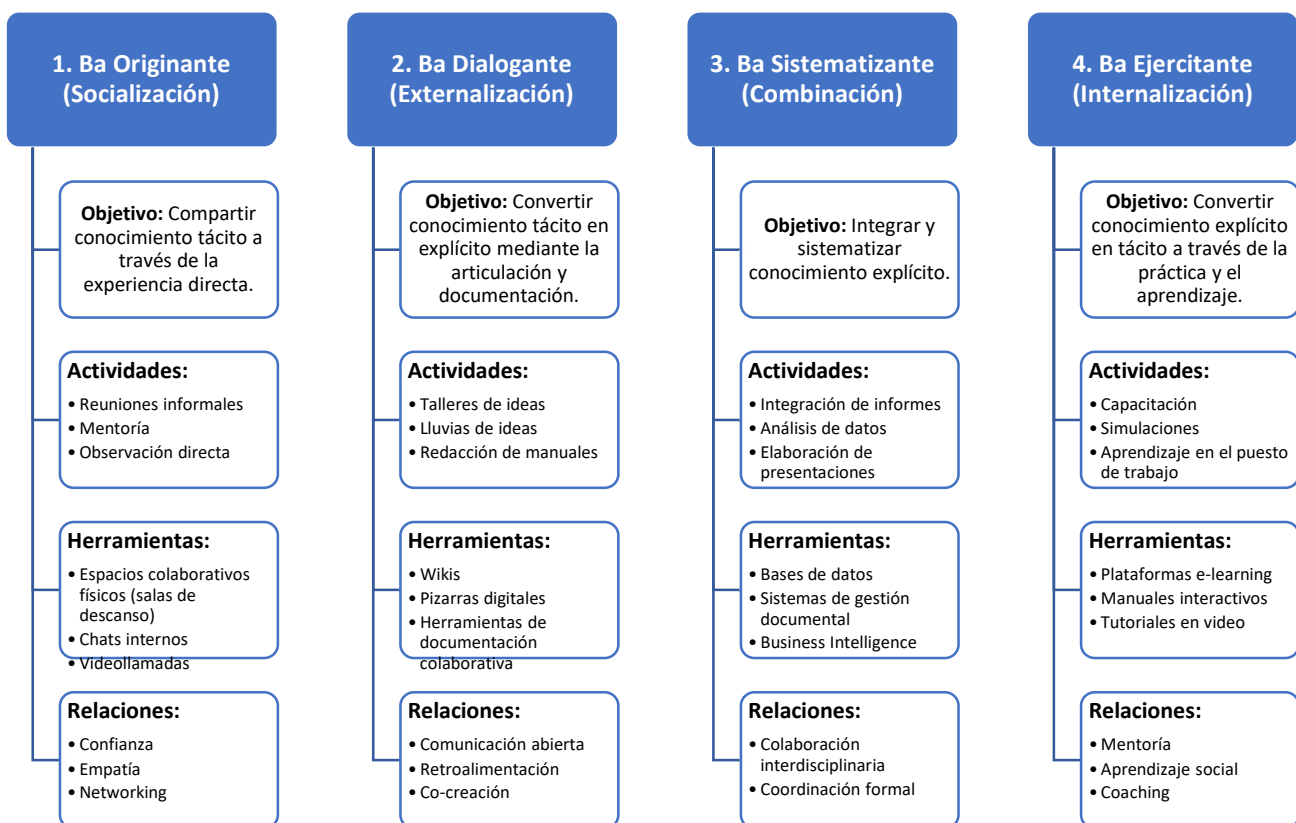 1. Ba Originante
(Socialización)
Objetivo: Compartir
conocimiento tácito a
través de la
experiencia directa.
Actividades:
• Reuniones informales
• Mentoría
• Observación directa
Herramientas:
• Espacios colaborativos
físicos (salas de
descanso)
• Chats internos
• Videollamadas
Relaciones:
• Confianza
• Empatía
• Networking
2. Ba Dialogante
(Externalización)
Objetivo: Convertir
conocimiento tácito
en explícito mediante
la articulación y
documentación.
Actividades:
• Talleres de ideas
• Lluvias de ideas
• Redacción de manuales
Herramientas:
• Wikis
• Pizarras digitales
• Herramientas de
documentación
colaborativa
Relaciones:
• Comunicación abierta
• Retroalimentación
• Co-creación
3. Ba Sistematizante
(Combinación)
Objetivo: Integrar y
sistematizar
conocimiento explícito.
Actividades:
• Integración de informes
• Análisis de datos
• Elaboración de
presentaciones
Herramientas:
• Bases de datos
• Sistemas de gestión
documental
• Business Intelligence
Relaciones:
• Colaboración
interdisciplinaria
• Coordinación formal
4. Ba Ejercitante
(Internalización)
Objetivo: Convertir
conocimiento explícito
en tácito a través de la
práctica y el
aprendizaje.
Actividades:
• Capacitación
• Simulaciones
• Aprendizaje en el puesto
de trabajo
Herramientas:
• Plataformas e-learning
• Manuales interactivos
• Tutoriales en video
Relaciones:
• Mentoría
• Aprendizaje social
• Coaching